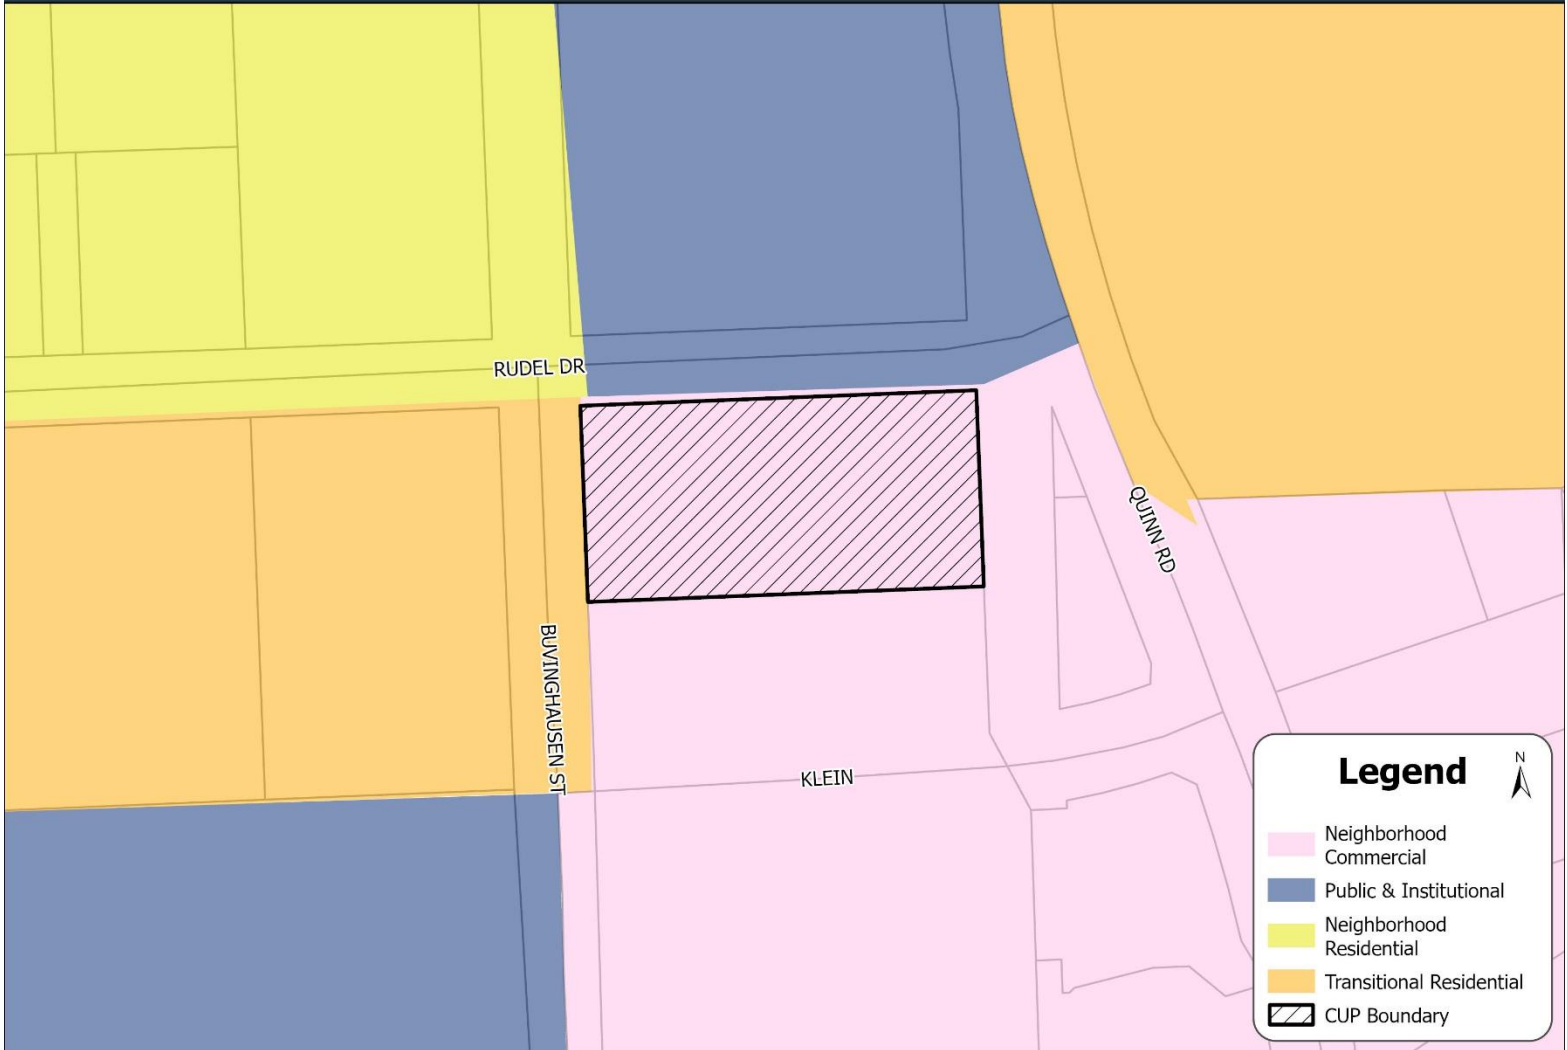 RUDEL DR
QUINN RD
BUVINGHAUSEN ST
KLEIN
Legend
N
Neighborhood
Commercial
Public & Institutional
Neighborhood
Residential
Transitional Residential
CUP Boundary